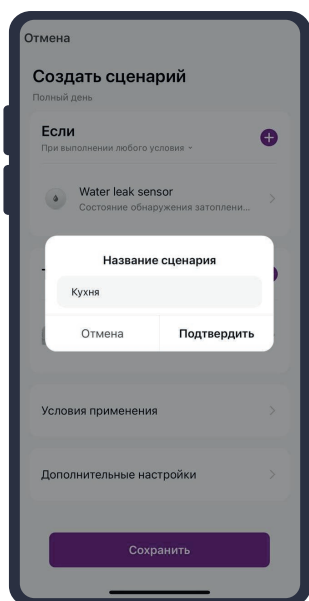 Отмена
Создать сценарий
Полный день
Если
При выполнении любого условия
Water leak sensor
Состояние обнаружения затоплени...
Название сценария
Кухня
Отмена
Подтвердить
Условия применения
Дополнительные настройки
Сохранить